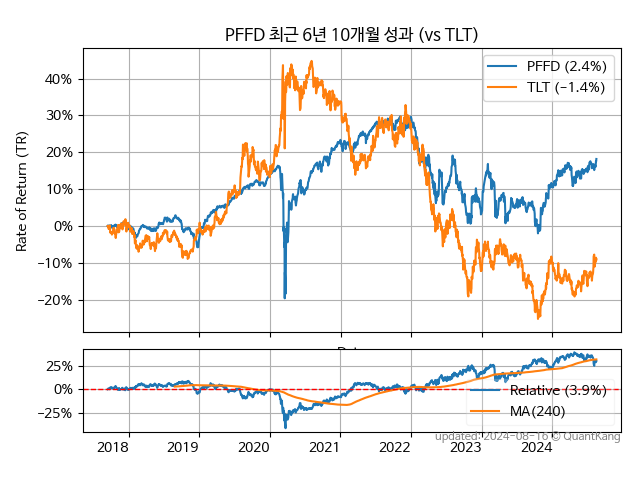 PFFD 최근 6년 10개월 성과 (vs TLT)
Rate of Return (TR)
40%
30%
20%
10%
0%
−10%
−20%
PFFD (2.4%)
TLT (−1.4%)
25%
0%
−25%
Relative (3.9%)
MA(240)
2018 2019 2020 2021 2022 2023 2024
updated: 2024-08-16 © QuantKang